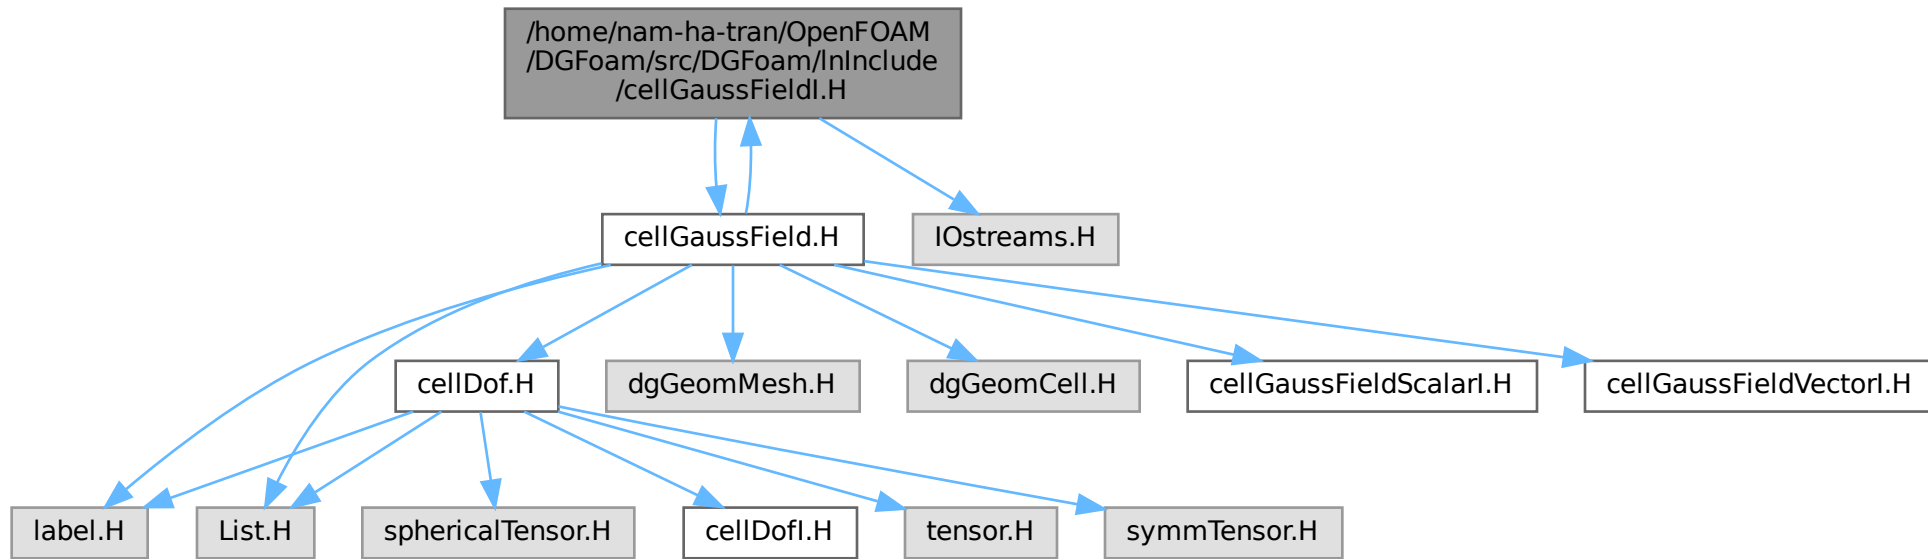 /home/nam-ha-tran/OpenFOAM
/DGFoam/src/DGFoam/lnInclude
/cellGaussFieldI.H
cellGaussField.H
IOstreams.H
cellDof.H
dgGeomMesh.H
dgGeomCell.H
cellGaussFieldScalarI.H
cellGaussFieldVectorI.H
label.H
List.H
sphericalTensor.H
cellDofI.H
tensor.H
symmTensor.H